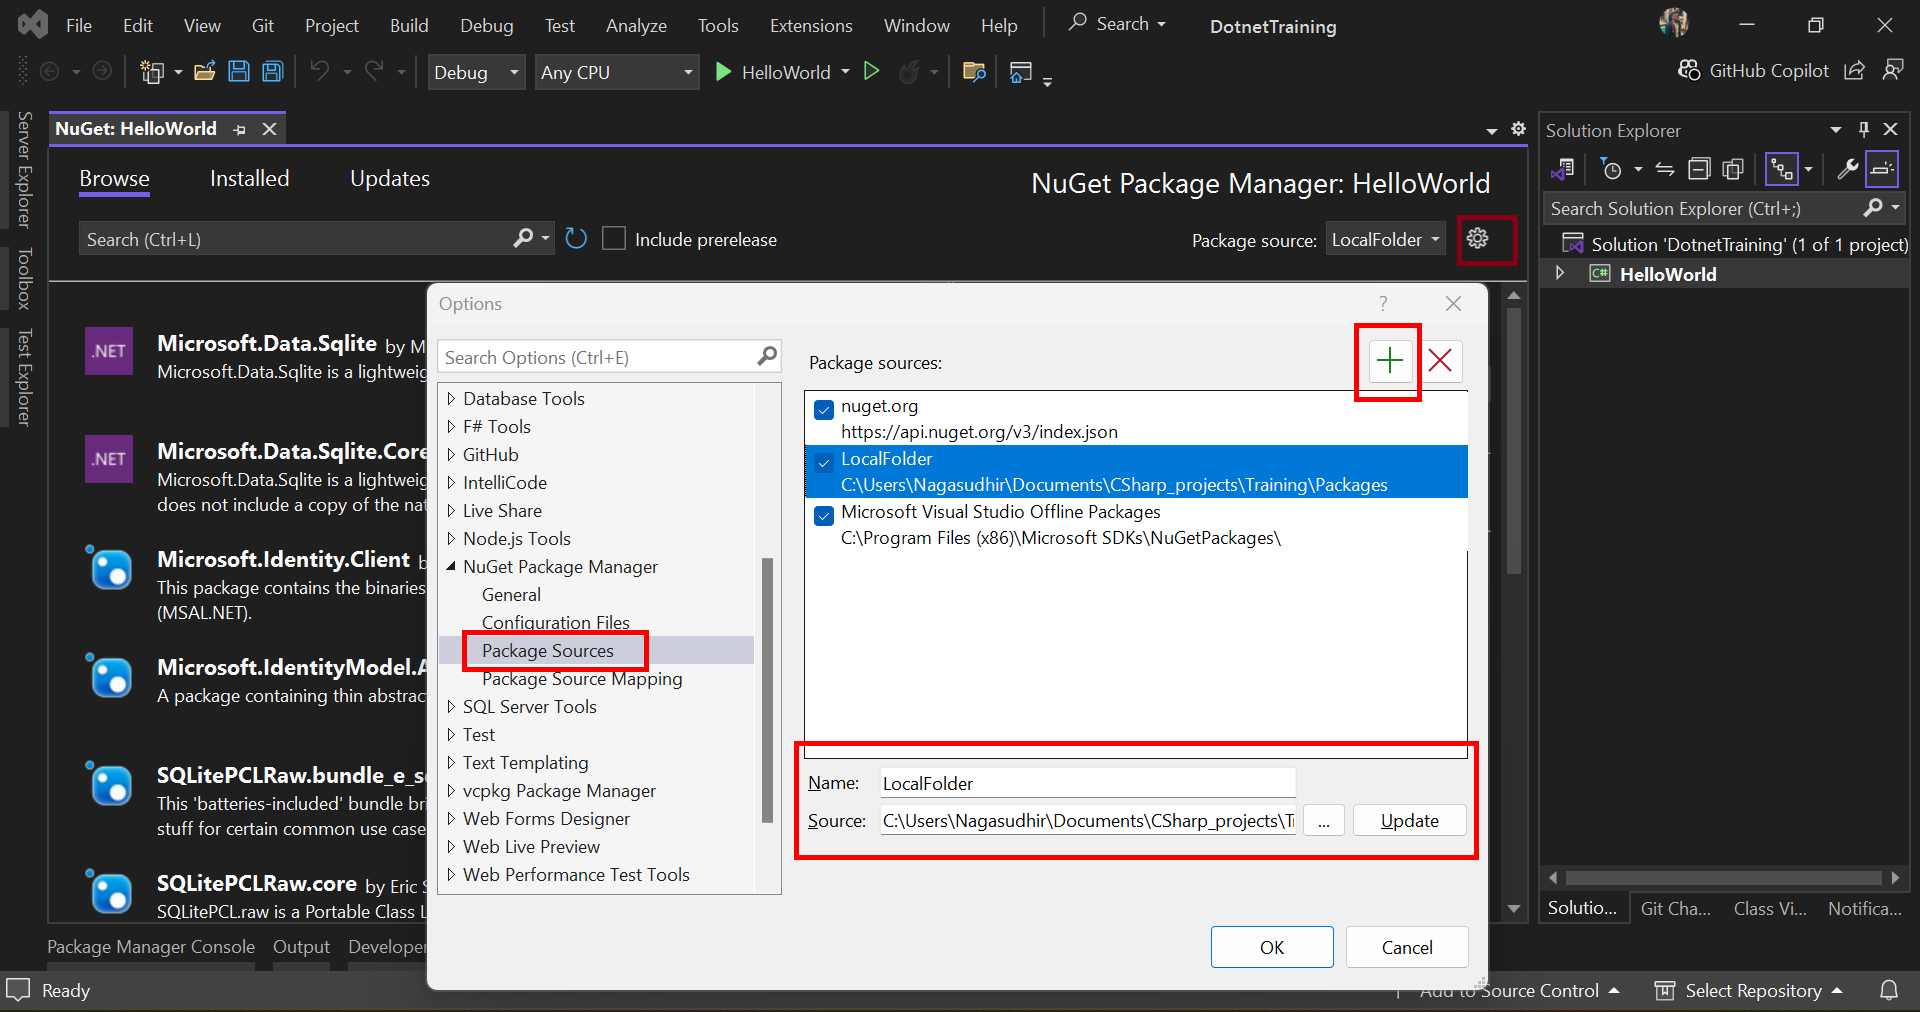 File Edit View Git Project Build Debug Test Analyze Tools Extensions Window Help Search DotnetTraining
Debug Any CPU HelloWorld GitHub Copilot
Server Explorer
Toolbox
Test Explorer
NuGet: HelloWorld
Browse Installed Updates
NuGet Package Manager: HelloWorld
Search (Ctrl+L) Include prerelease Package source: LocalFolder
.NET Microsoft.Data.Sqlite by M
Microsoft.Data.Sqlite is a lightweig
.NET Microsoft.Data.Sqlite.Core
Microsoft.Data.Sqlite is a lightweig
does not include a copy of the nat
Microsoft.Identity.Client b
This package contains the binaries
(MSAL.NET).
Microsoft.IdentityModel.A
A package containing thin abstrac
SQLitePCLRaw.bundle_e_s
This 'batteries-included' bundle bri
stuff for certain common use case
SQLitePCLRaw.core by Eric S
SQLitePCL.raw is a Portable Class L
Options ?
Search Options (Ctrl+E)
Database Tools
F# Tools
GitHub
IntelliCode
Live Share
Node.js Tools
NuGet Package Manager
General
Configuration Files
Package Sources
Package Source Mapping
SQL Server Tools
Test
Text Templating
vcpkg Package Manager
Web Forms Designer
Web Live Preview
Web Performance Test Tools
Package sources:
nuget.org
https://api.nuget.org/v3/index.json
LocalFolder
C:\Users\Nagasudhir\Documents\CSharp_projects\Training\Packages
Microsoft Visual Studio Offline Packages
C:\Program Files (x86)\Microsoft SDKs\NuGetPackages\
Name: LocalFolder
Source: C:\Users\Nagasudhir\Documents\CSharp_projects\T ... Update
OK Cancel
Solution Explorer
Search Solution Explorer (Ctrl+;)
Solution 'DotnetTraining' (1 of 1 project)
C# HelloWorld
Solutio... Git Cha... Class Vi... Notifica...
Package Manager Console Output Developer
Ready Add to Source Control Select Repository